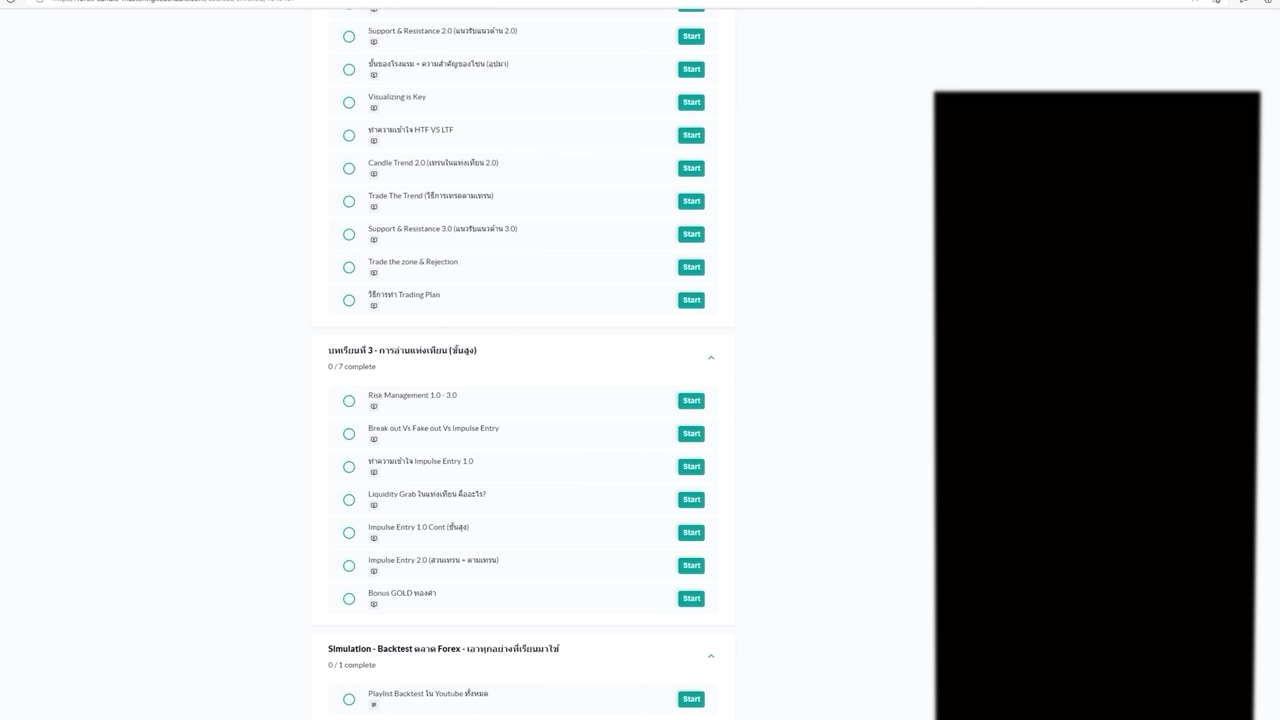 Support & Resistance 2.0 (แนวรับแนวต้าน 2.0)
Start
ชั้นของโรงแรม + ความสำคัญของโซน (อุปมา)
Start
Visualizing is Key
Start
ทำความเข้าใจ HTF VS LTF
Start
Candle Trend 2.0 (เทรนในแท่งเทียน 2.0)
Start
Trade The Trend (วิธีการเทรดตามเทรน)
Start
Support & Resistance 3.0 (แนวรับแนวต้าน 3.0)
Start
Trade the zone & Rejection
Start
วิธีการทำ Trading Plan
Start
บทเรียนที่ 3 - การอ่านแท่งเทียน (ชั้นสูง)
0 / 7 complete
Risk Management 1.0 - 3.0
Start
Break out Vs Fake out Vs Impulse Entry
Start
ทำความเข้าใจ Impulse Entry 1.0
Start
Liquidity Grab ในแท่งเทียน คืออะไร?
Start
Impulse Entry 1.0 Cont (ชั้นสูง)
Start
Impulse Entry 2.0 (สวนเทรน + ตามเทรน)
Start
Bonus GOLD ทองคำ
Start
Simulation - Backtest ตลาด Forex - เอาทุกอย่างที่เรียนมาใช้
0 / 1 complete
Playlist Backtest ใน Youtube ทั้งหมด
Start